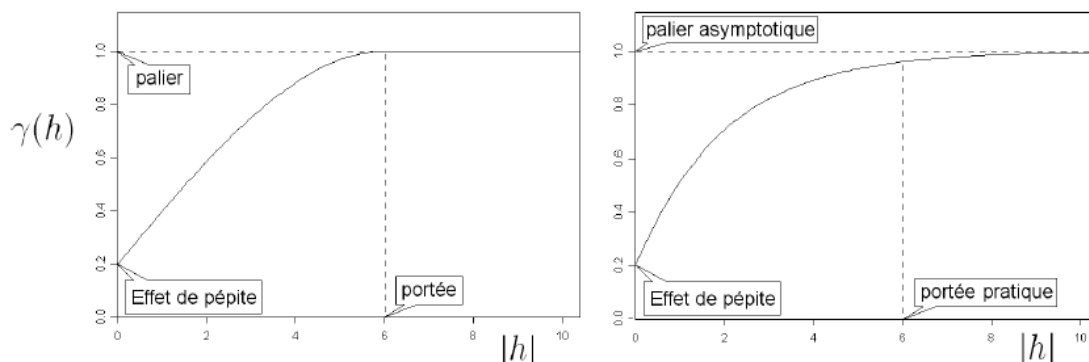 palier
Effet de pépite
portée
γ(h)
0.0 0.2 0.4 0.6 0.8 1.0
0 2 4 6 8 10
|h|
palier asymptotique
Effet de pépite
portée pratique
0.0 0.2 0.4 0.6 0.8 1.0
0 2 4 6 8 10
|h|